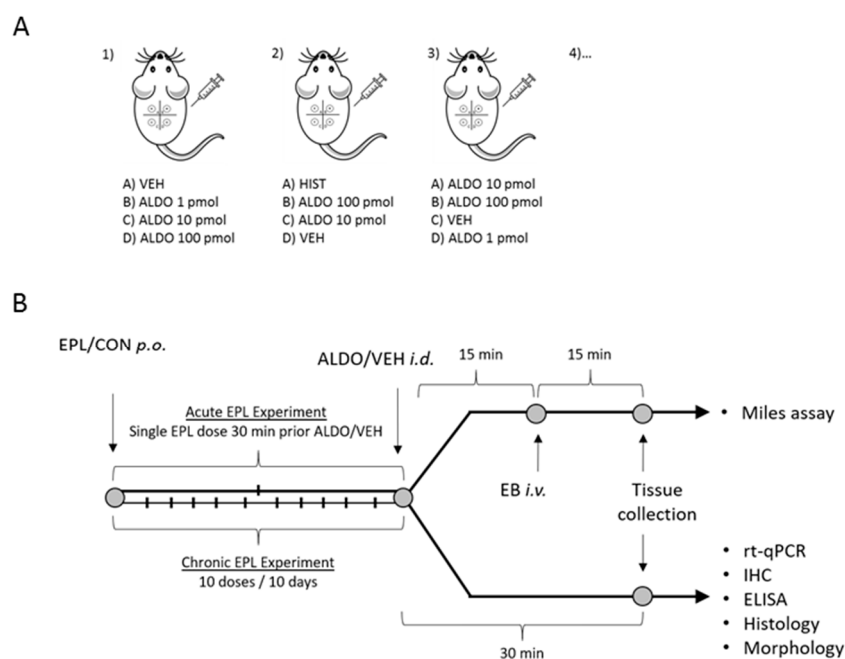 A
1)
2)
3)
4)...
A) VEH
B) ALDO 1 pmol
C) ALDO 10 pmol
D) ALDO 100 pmol
A) HIST
B) ALDO 100 pmol
C) ALDO 10 pmol
D) VEH
A) ALDO 10 pmol
B) ALDO 100 pmol
C) VEH
D) ALDO 1 pmol
B
EPL/CON p.o.
ALDO/VEH i.d.
15 min
15 min
Acute EPL Experiment
Single EPL dose 30 min prior ALDO/VEH
• Miles assay
EB i.v.
Tissue
collection
Chronic EPL Experiment
10 doses / 10 days
• rt-qPCR
• IHC
• ELISA
• Histology
• Morphology
30 min